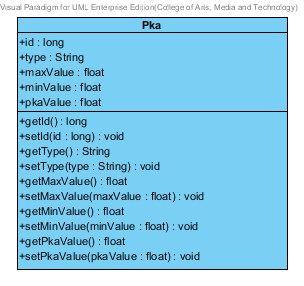 Visual Paradigm for UML Enterprise Edition(College of Arts, Media and Technology)
Pka
+id : long
+type : String
+maxValue : float
+minValue : float
+pkaValue : float
+getId() : long
+setId(id : long) : void
+getType() : String
+setType(type : String) : void
+getMaxValue() : float
+setMaxValue(maxValue : float) : void
+getMinValue() : float
+setMinValue(minValue : float) : void
+getPkaValue() : float
+setPkaValue(pkaValue : float) : void